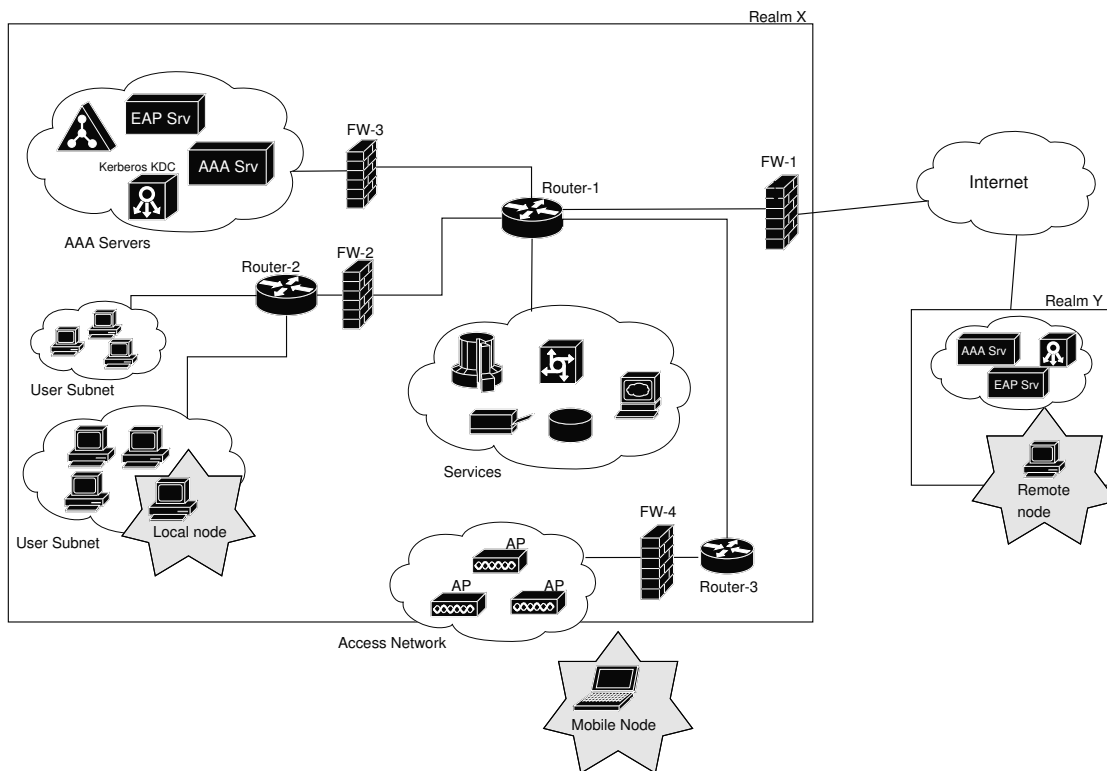 Realm X
EAP Srv
FW-3
Kerberos KDC
AAA Srv
FW-1
Router-1
Internet
AAA Servers
Router-2
FW-2
Realm Y
AAA Srv
EAP Srv
User Subnet
Services
Remote
node
User Subnet
Local node
FW-4
AP
AP
AP
Router-3
Access Network
Mobile Node